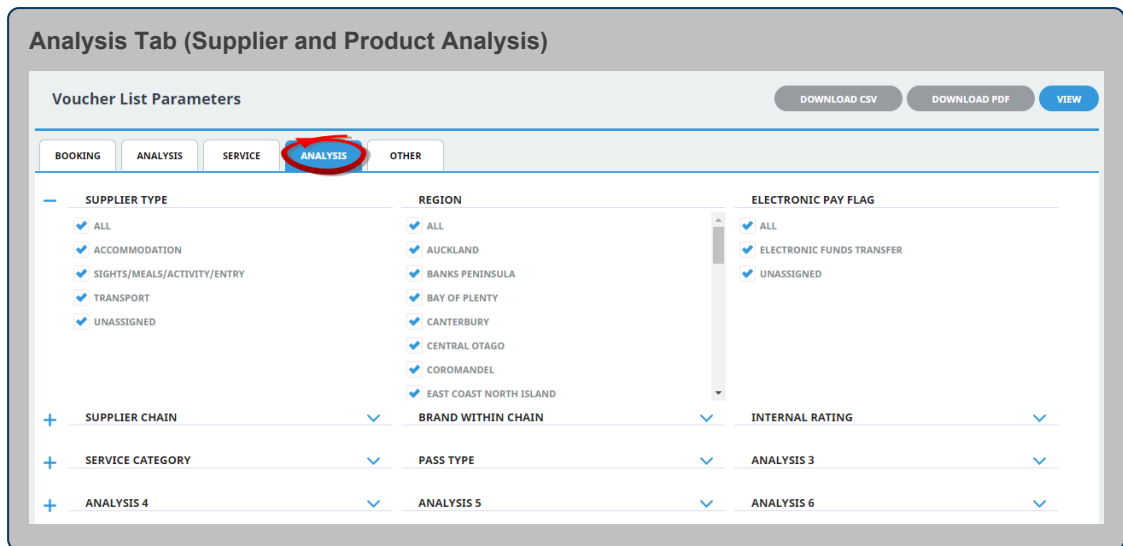 Analysis Tab (Supplier and Product Analysis)
Voucher List Parameters
DOWNLOAD CSV
DOWNLOAD PDF
VIEW
BOOKING
ANALYSIS
SERVICE
ANALYSIS
OTHER
SUPPLIER TYPE
ALL
ACCOMMODATION
SIGHTS/MEALS/ACTIVITY/ENTRY
TRANSPORT
UNASSIGNED
REGION
ALL
AUCKLAND
BANKS PENINSULA
BAY OF PLENTY
CANTERBURY
CENTRAL OTAGO
COROMANDEL
EAST COAST NORTH ISLAND
ELECTRONIC PAY FLAG
ALL
ELECTRONIC FUNDS TRANSFER
UNASSIGNED
SUPPLIER CHAIN
BRAND WITHIN CHAIN
INTERNAL RATING
SERVICE CATEGORY
PASS TYPE
ANALYSIS 3
ANALYSIS 4
ANALYSIS 5
ANALYSIS 6